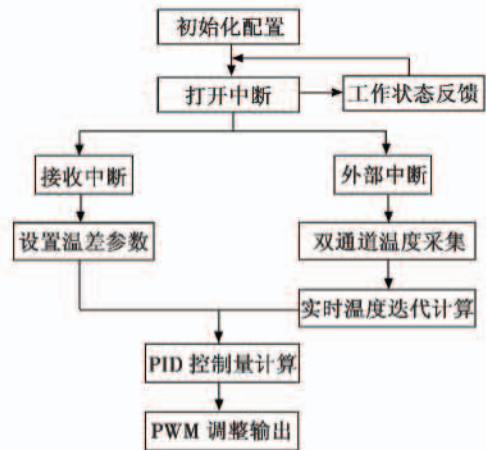 初始化配置
打开中断
工作状态反馈
接收中断
外部中断
设置温差参数
双通道温度采集
实时温度迭代计算
PID 控制量计算
PWM 调整输出